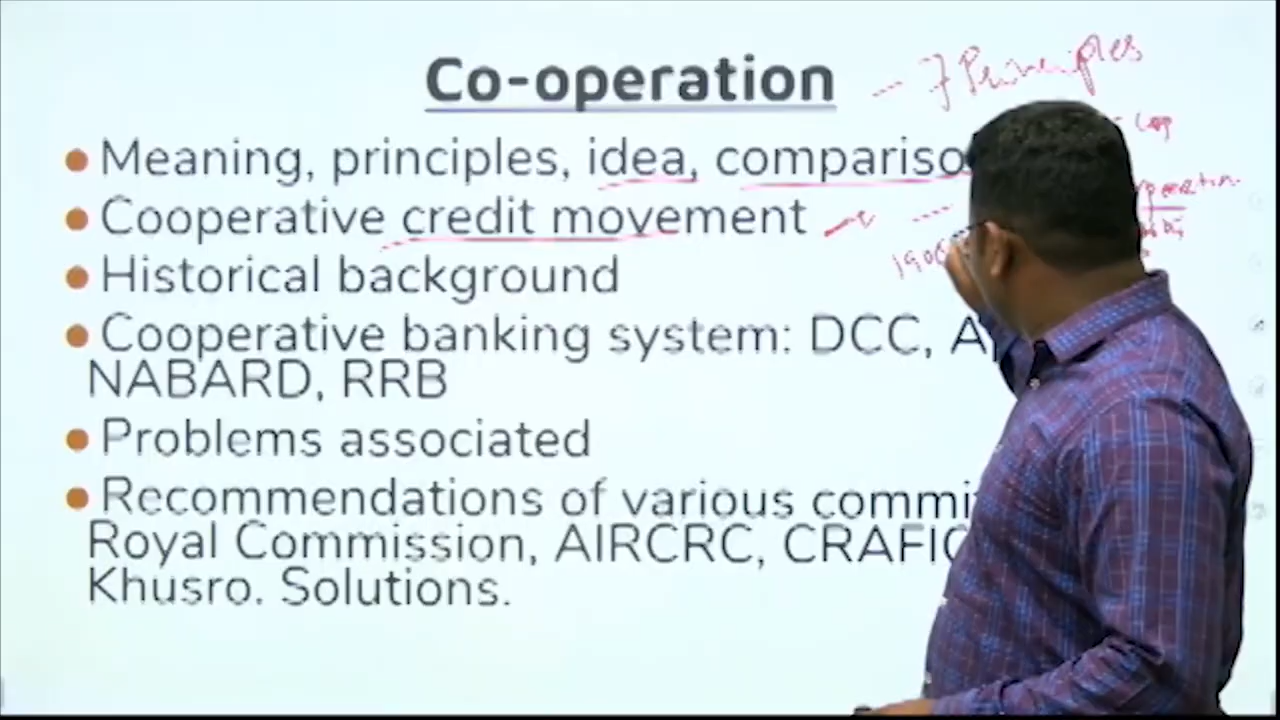 Co-operation
7 Principles
• Meaning, principles, idea, compariso
• Cooperative credit movement
• Historical background
• Cooperative banking system: DCC, A
NABARD, RRB
• Problems associated
• Recommendations of various commi
Royal Commission, AIRCRC, CRAFIC
Khusro. Solutions.